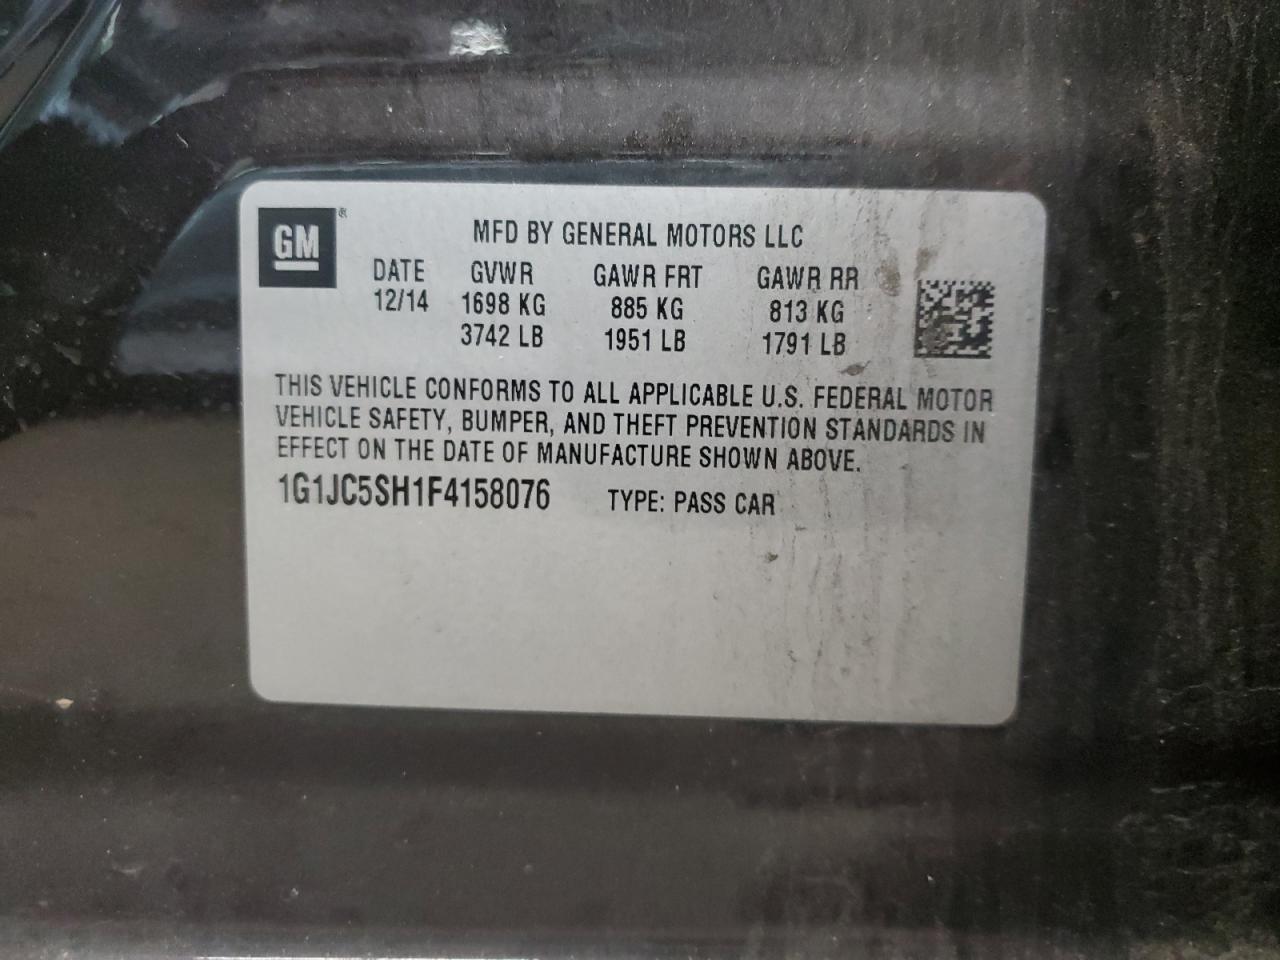 GM®
MFD BY GENERAL MOTORS LLC
DATE GVWR GAWR FRT GAWR RR
12/14 1698 KG 885 KG 813 KG
3742 LB 1951 LB 1791 LB
THIS VEHICLE CONFORMS TO ALL APPLICABLE U.S. FEDERAL MOTOR
VEHICLE SAFETY, BUMPER, AND THEFT PREVENTION STANDARDS IN
EFFECT ON THE DATE OF MANUFACTURE SHOWN ABOVE.
1G1JC5SH1F4158076 TYPE: PASS CAR